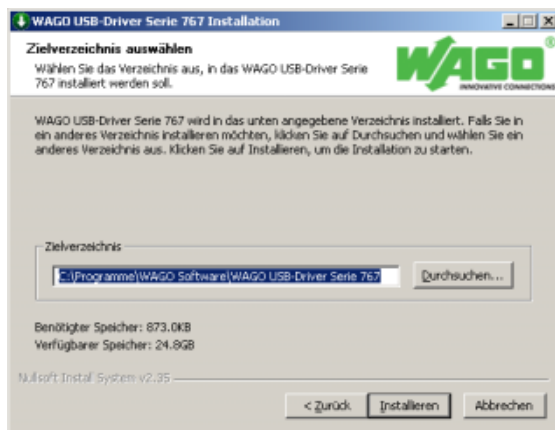 WAGO USB-Driver Serie 767 Installation
Zielverzeichnis auswählen
Wählen Sie das Verzeichnis aus, in das WAGO USB-Driver Serie
767 installiert werden soll.
WAGO®
INNOVATIVE CONNECTIONS
WAGO USB-Driver Serie 767 wird in das unten angegebene Verzeichnis installiert. Falls Sie in
ein anderes Verzeichnis installieren möchten, klicken Sie auf Durchsuchen und wählen Sie ein
anderes Verzeichnis aus. Klicken Sie auf Installieren, um die Installation zu starten.
Zielverzeichnis
C:\Programme\WAGO Software\WAGO USB-Driver Serie 767
Durchsuchen...
Benötigter Speicher: 873.0KB
Verfügbarer Speicher: 24.8GB
Nullsoft Install System v2.35
< Zurück
Installieren
Abbrechen